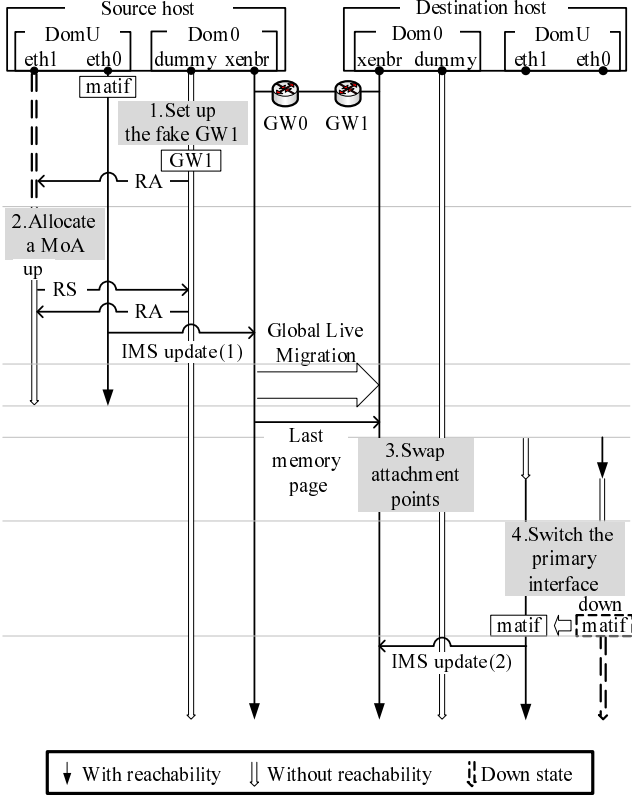 Source host
Destination host
DomU
Dom0
Dom0
DomU
eth1
eth0
dummy
xenbr
xenbr
dummy
eth1
eth0
matif
1.Set up
the fake GW1
GW0
GW1
GW1
RA
2.Allocate
a MoA
up
RS
RA
IMS update(1)
Global Live
Migration
Last
memory
page
3.Swap
attachment
points
4.Switch the
primary
interface
down
matif
matif
IMS update(2)
With reachability
Without reachability
Down state